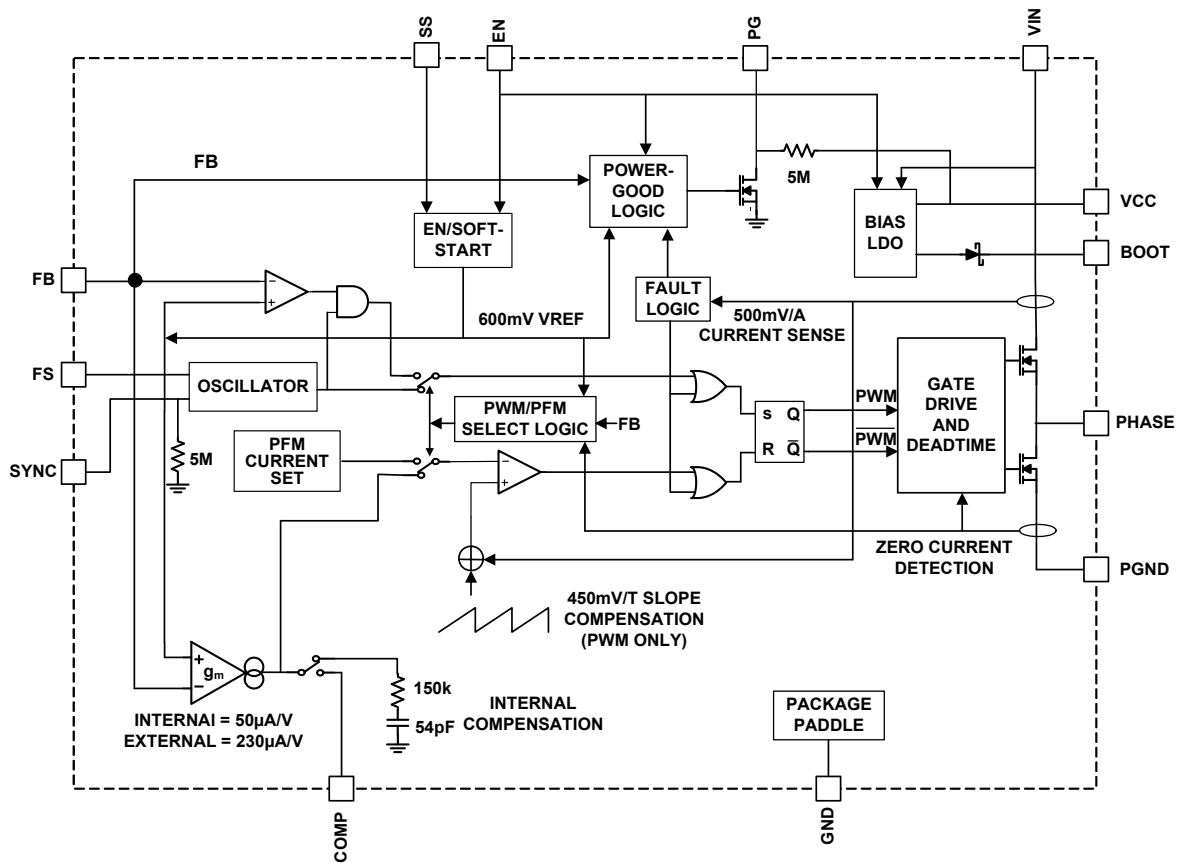 SS
EN
PG
VIN
FB
POWER-
GOOD
LOGIC
5M
BIAS
LDO
VCC
BOOT
EN/SOFT-
START
FB
-
+
FAULT
LOGIC
600mV VREF
500mV/A
CURRENT SENSE
FS
OSCILLATOR
GATE
DRIVE
AND
DEADTIME
PWM/PFM
SELECT LOGIC
FB
S Q
R Q̅
PWM
P̅W̅M̅
PHASE
SYNC
5M
PFM
CURRENT
SET
-
+
ZERO CURRENT
DETECTION
PGND
450mV/T SLOPE
COMPENSATION
(PWM ONLY)
+
gm
-
150k
54pF
INTERNAL
COMPENSATION
INTERNAl = 50µA/V
EXTERNAL = 230µA/V
PACKAGE
PADDLE
COMP
GND